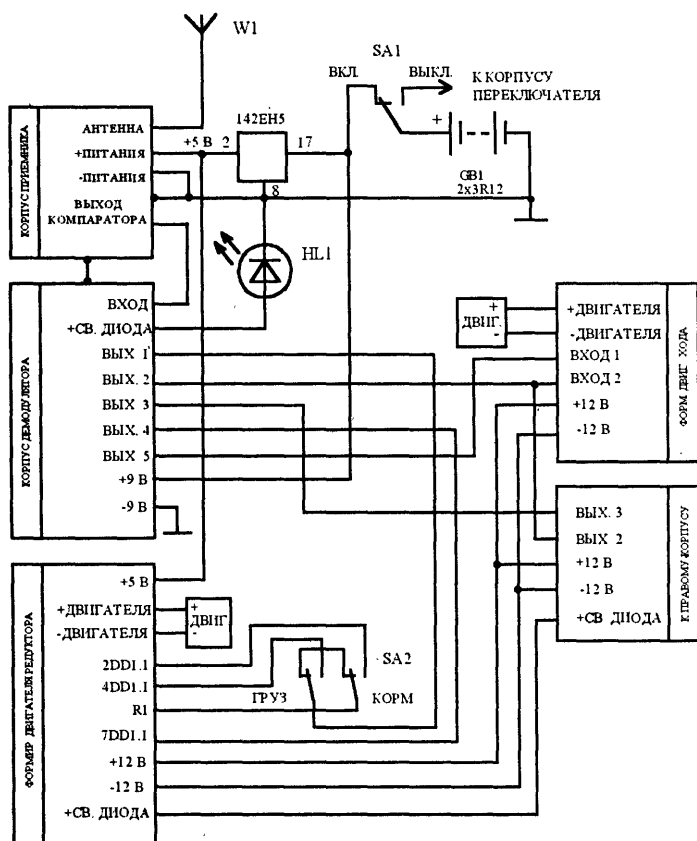 W1
SA1
ВКЛ.
ВЫКЛ.
К КОРПУСУ
ПЕРЕКЛЮЧАТЕЛЯ
142ЕН5
+5 В 2
17
8
+
GB1
2x3R12
HL1
КОРПУС ПРИЕМНИКА
АНТЕННА
+ПИТАНИЯ
-ПИТАНИЯ
ВЫХОД
КОМПАРАТОРА
КОРПУС ДЕМОДУЛЯТОРА
ВХОД
+СВ. ДИОДА
ВЫХ 1
ВЫХ. 2
ВЫХ 3
ВЫХ. 4
ВЫХ 5
+9 В
-9 В
+
ДВИГ.
-
+ДВИГАТЕЛЯ
-ДВИГАТЕЛЯ
ВХОД 1
ВХОД 2
+12 В
-12 В
ФОРМ ДВИГ ХОДА
ВЫХ. 3
ВЫХ 2
+12 В
-12 В
+СВ ДИОДА
К ПРАВОМУ КОРПУСУ
ФОРМИР ДВИГАТЕЛЯ РЕДУКТОРА
+5 В
+ДВИГАТЕЛЯ
-ДВИГАТЕЛЯ
2DD1.1
4DD1.1
R1
7DD1.1
+12 В
-12 В
+СВ. ДИОДА
+
ДВИГ
-
SA2
ГРУЗ
КОРМ